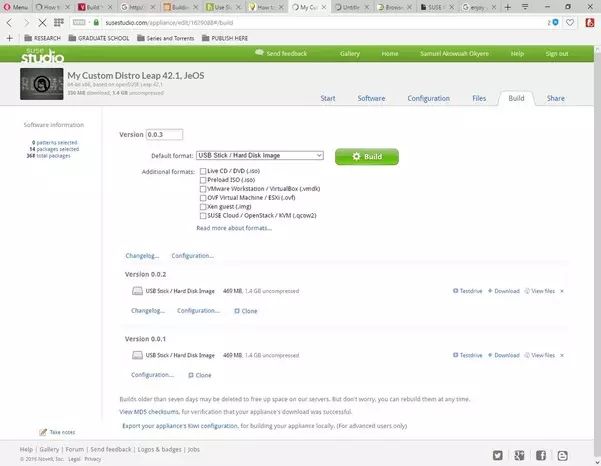 Menu
How t
V Build
https:/
Buildin
Use S
How to
My Cu
Untitle
Browse
SUSE
enjoy
susestudio.com/appliance/edit/1629088#/build
2
RESEARCH GRADUATE SCHOOL Series and Torrents PUBLISH HERE
suse studio
Send feedback Gallery Home Samuel Akowuah Okyere Help Sign out
My Custom Distro Leap 42.1, JeOS
64-bit x86, based on openSUSE Leap 42.1
390 MB download, 1.4 GB uncompressed
Start Software Configuration Files Build Share
Software information
0 patterns selected
14 packages selected
368 total packages
Version 0.0.3
Default format: USB Stick / Hard Disk Image Build
Additional formats: Live CD / DVD (.iso)
Preload ISO (.iso)
VMware Workstation / VirtualBox (.vmdk)
OVF Virtual Machine / ESXi (.ovf)
Xen guest (.img)
SUSE Cloud / OpenStack / KVM (.qcow2)
Read more about formats...
Changelog... Configuration...
Version 0.0.2
USB Stick / Hard Disk Image 469 MB, 1.4 GB uncompressed Testdrive Download View files ×
Changelog... Configuration... Clone
Version 0.0.1
USB Stick / Hard Disk Image 469 MB, 1.4 GB uncompressed Testdrive Download View files ×
Configuration... Clone
Builds older than seven days may be deleted to free up space on our servers. But don't worry, you can rebuild them at any time.
View MD5 checksums, for verification that your appliance's download was successful.
Export your appliance's Kiwi configuration, for building your appliance locally. (For advanced users only)
Take notes
Help | Gallery | Forum | Send feedback | Logos & badges | Jobs
© 2016 Novell, Inc. Legal Privacy